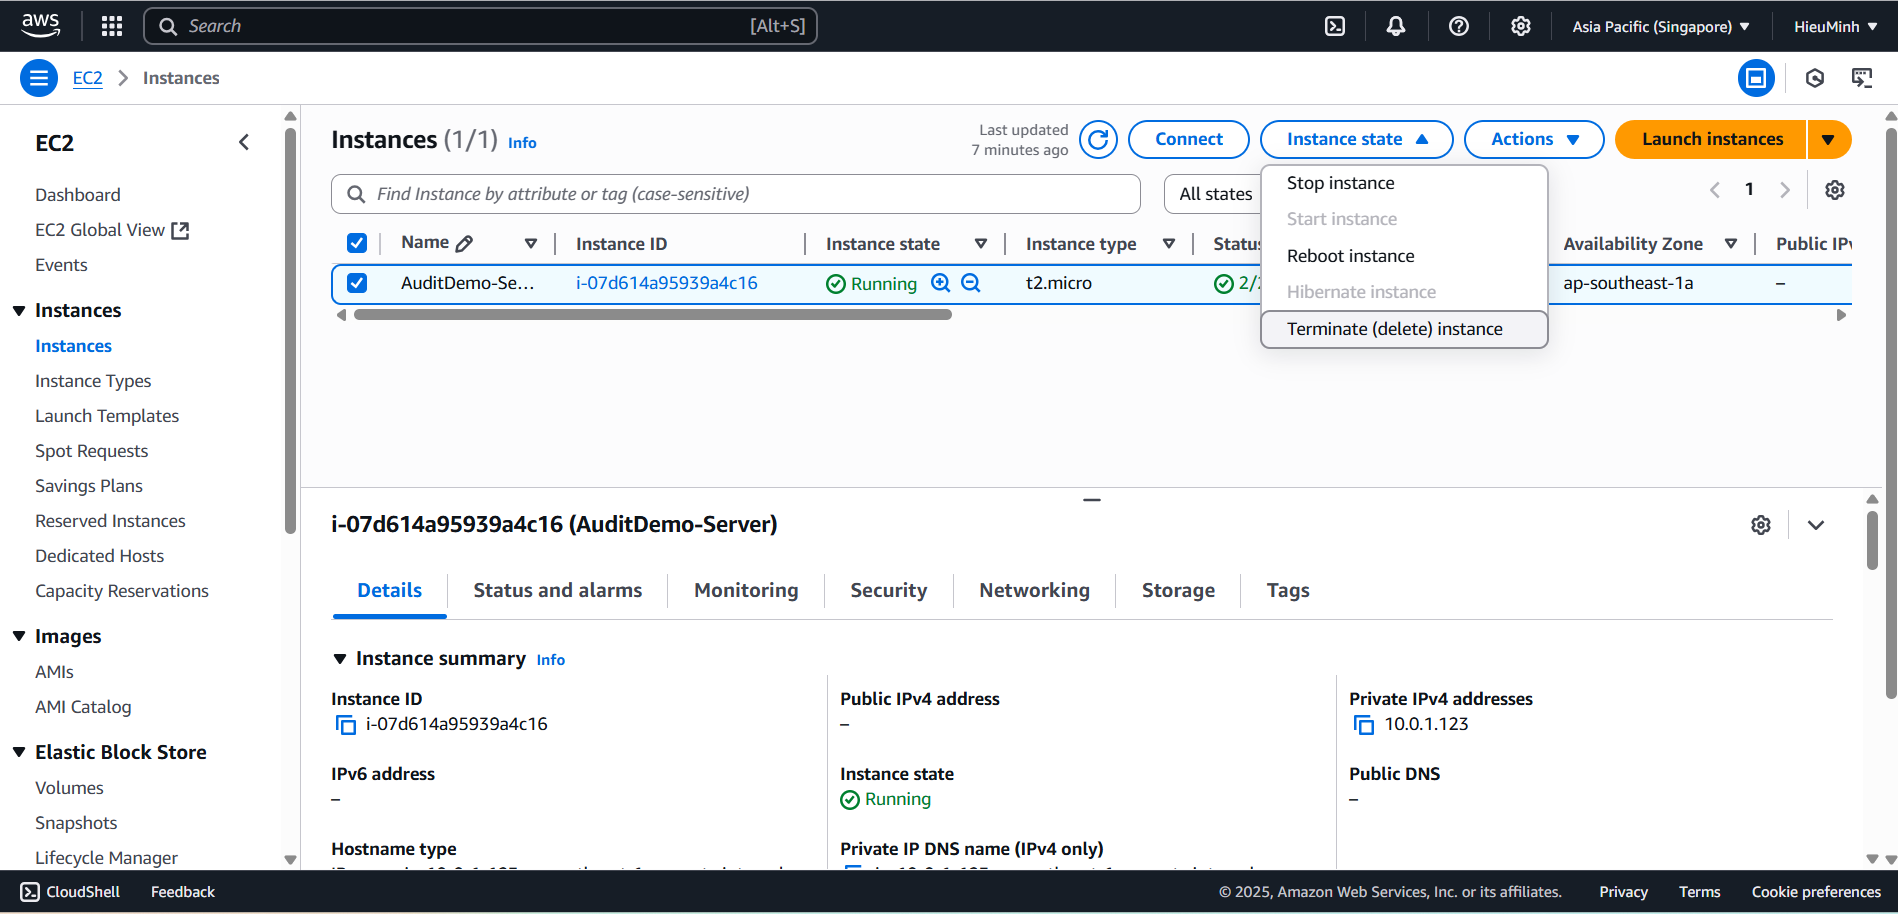 aws
Search [Alt+S]
Asia Pacific (Singapore)
HieuMinh
EC2
Instances
EC2
Dashboard
EC2 Global View
Events
Instances
Instances
Instance Types
Launch Templates
Spot Requests
Savings Plans
Reserved Instances
Dedicated Hosts
Capacity Reservations
Images
AMIs
AMI Catalog
Elastic Block Store
Volumes
Snapshots
Lifecycle Manager
Instances (1/1) Info
Last updated
7 minutes ago
Connect
Instance state
Actions
Launch instances
Find Instance by attribute or tag (case-sensitive)
All states
1
Stop instance
Start instance
Reboot instance
Hibernate instance
Terminate (delete) instance
Name
Instance ID
Instance state
Instance type
Availability Zone
AuditDemo-Se...
i-07d614a95939a4c16
Running
t2.micro
ap-southeast-1a
–
i-07d614a95939a4c16 (AuditDemo-Server)
Details
Status and alarms
Monitoring
Security
Networking
Storage
Tags
Instance summary Info
Instance ID
i-07d614a95939a4c16
Public IPv4 address
–
Private IPv4 addresses
10.0.1.123
IPv6 address
–
Instance state
Running
Public DNS
–
Hostname type
Private IP DNS name (IPv4 only)
CloudShell
Feedback
© 2025, Amazon Web Services, Inc. or its affiliates.
Privacy
Terms
Cookie preferences